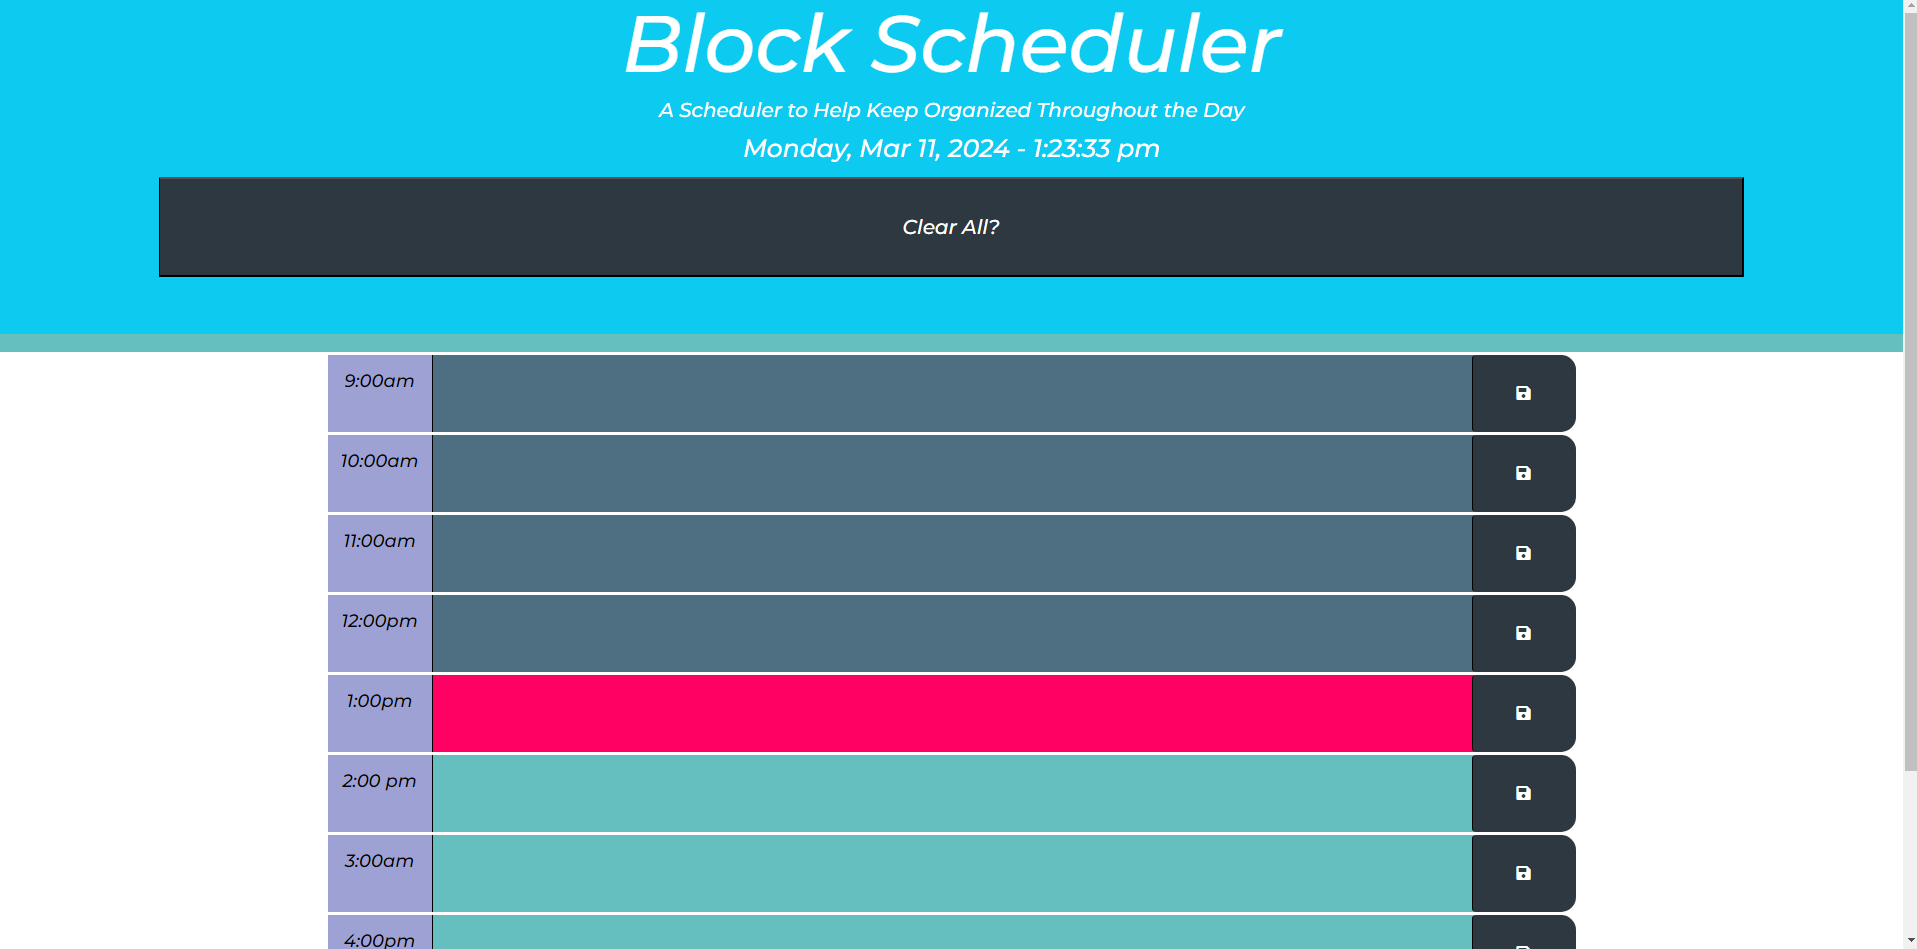 Block Scheduler
A Scheduler to Help Keep Organized Throughout the Day
Monday, Mar 11, 2024 - 1:23:33 pm
Clear All?
9:00am
10:00am
11:00am
12:00pm
1:00pm
2:00 pm
3:00am
4:00pm